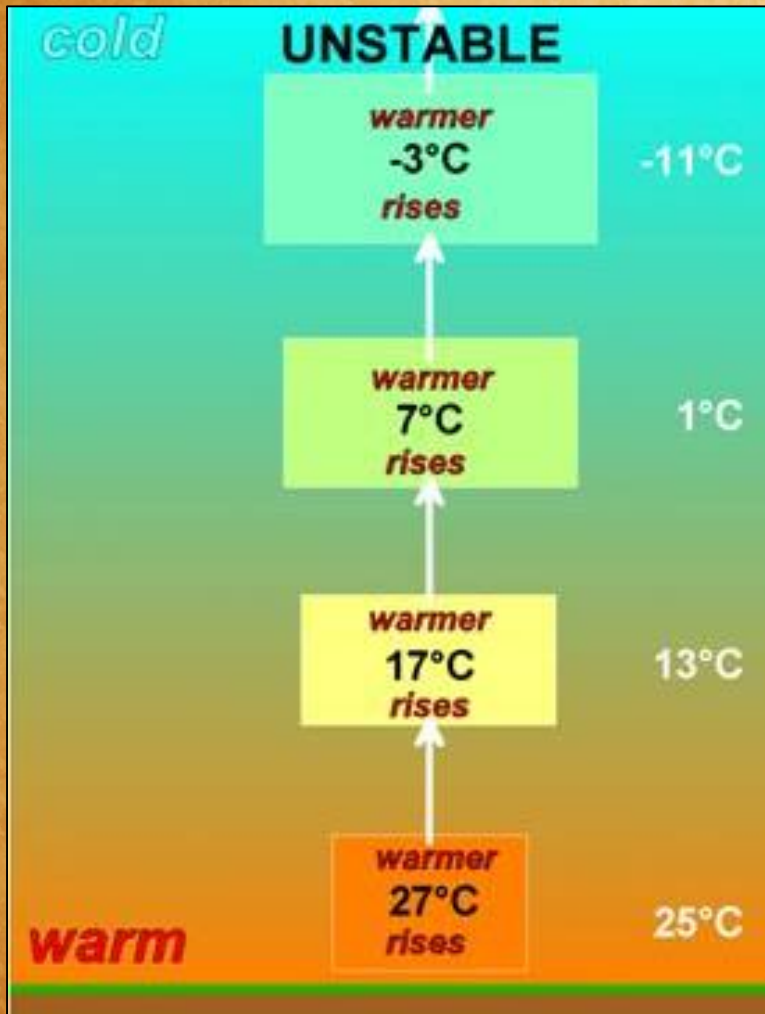 cold
UNSTABLE
warmer
-3°C
rises
-11°C
warmer
7°C
rises
1°C
warmer
17°C
rises
13°C
warmer
27°C
rises
25°C
warm